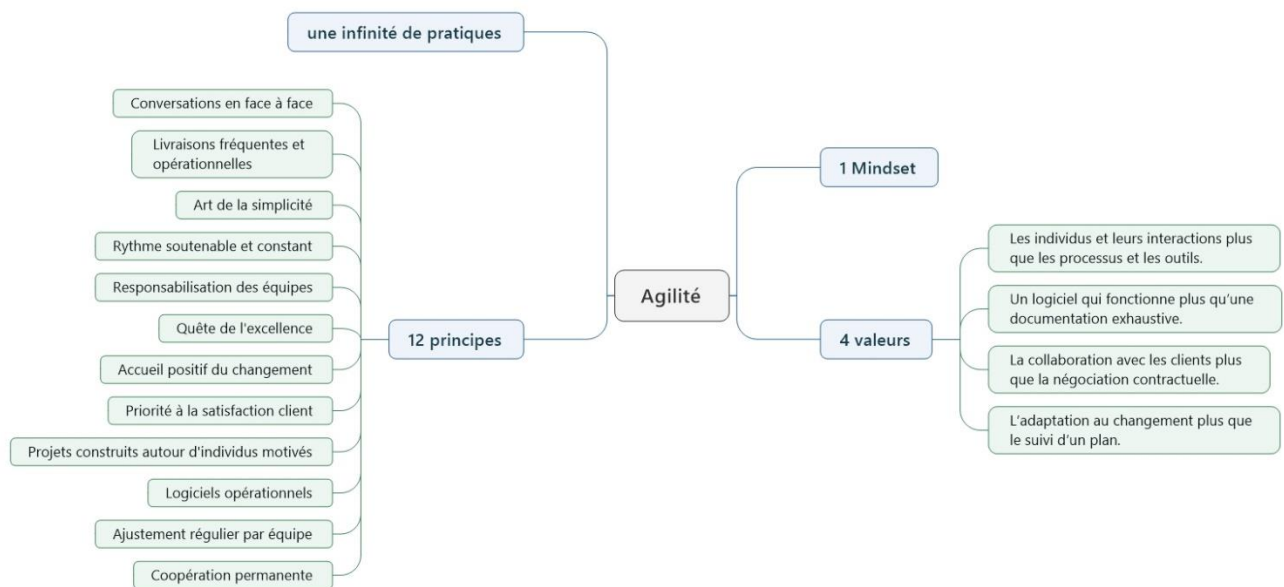 une infinité de pratiques
Conversations en face à face
Livraisons fréquentes et
opérationnelles
Art de la simplicité
Rythme soutenable et constant
Responsabilisation des équipes
Quête de l'excellence
Accueil positif du changement
Priorité à la satisfaction client
Projets construits autour d'individus motivés
Logiciels opérationnels
Ajustement régulier par équipe
Coopération permanente
12 principes
Agilité
1 Mindset
4 valeurs
Les individus et leurs interactions plus
que les processus et les outils.
Un logiciel qui fonctionne plus qu’une
documentation exhaustive.
La collaboration avec les clients plus
que la négociation contractuelle.
L’adaptation au changement plus que
le suivi d’un plan.